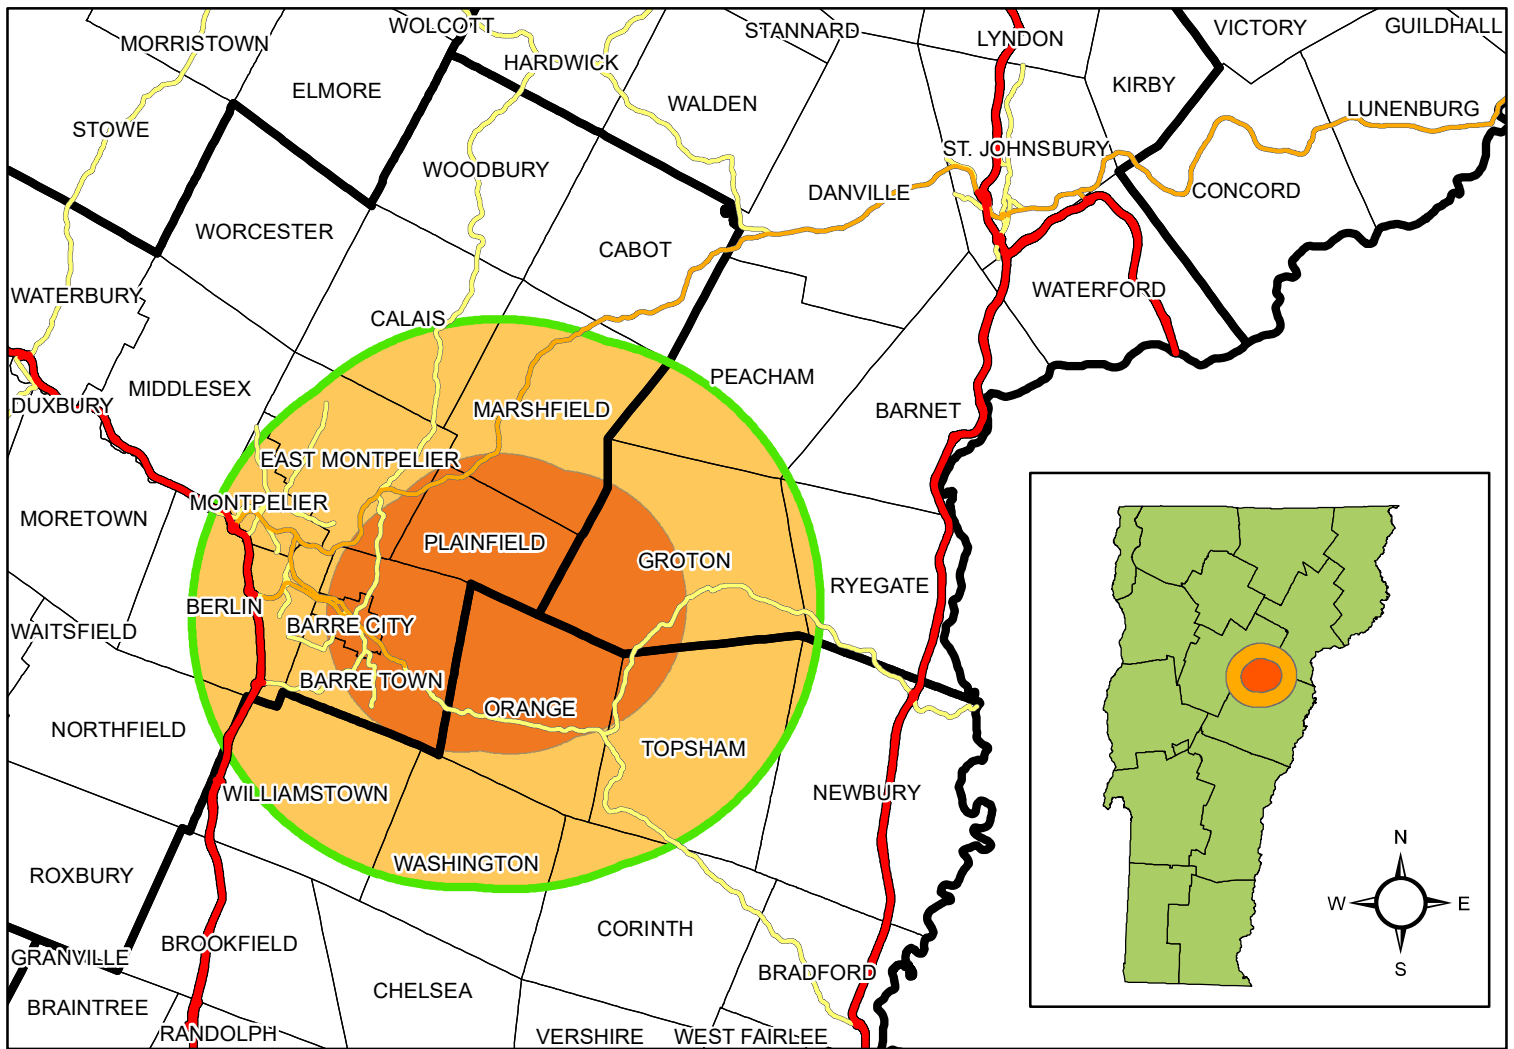 WOLCOTT
STANNARD
VICTORY
GUILDHALL
MORRISTOWN
LYNDON
HARDWICK
ELMORE
WALDEN
KIRBY
LUNENBURG
STOWE
ST. JOHNSBURY
WOODBURY
DANVILLE
CONCORD
WORCESTER
CABOT
WATERBURY
WATERFORD
CALAIS
PEACHAM
MIDDLESEX
DUXBURY
MARSHFIELD
BARNET
EAST MONTPELIER
MONTPELIER
MORETOWN
PLAINFIELD
GROTON
RYEGATE
BERLIN
BARRE CITY
WAITSFIELD
BARRE TOWN
ORANGE
NORTHFIELD
TOPSHAM
WILLIAMSTOWN
NEWBURY
N
WASHINGTON
ROXBURY
W
E
CORINTH
BROOKFIELD
GRANVILLE
BRADFORD
S
CHELSEA
BRAINTREE
RANDOLPH
VERSHIRE
WEST FAIRLEE